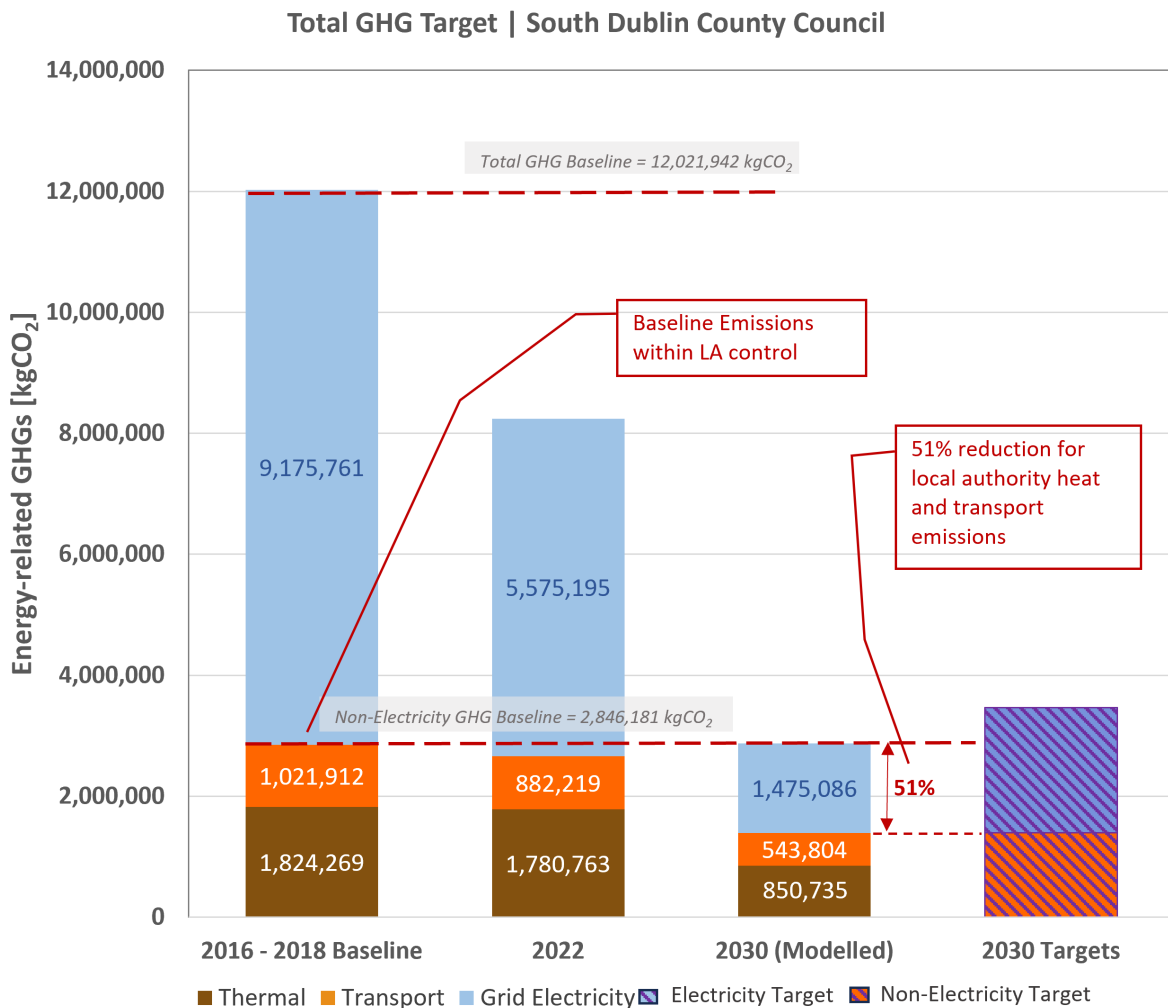 Total GHG Target | South Dublin County Council
Energy-related GHGs [kgCO₂]
14,000,000
12,000,000
10,000,000
8,000,000
6,000,000
4,000,000
2,000,000
0
Total GHG Baseline = 12,021,942 kgCO₂
Baseline Emissions
within LA control
51% reduction for
local authority heat
and transport
emissions
Non-Electricity GHG Baseline = 2,846,181 kgCO₂
9,175,761
1,021,912
1,824,269
5,575,195
882,219
1,780,763
1,475,086
543,804
850,735
51%
2016 - 2018 Baseline
2022
2030 (Modelled)
2030 Targets
Thermal
Transport
Grid Electricity
Electricity Target
Non-Electricity Target